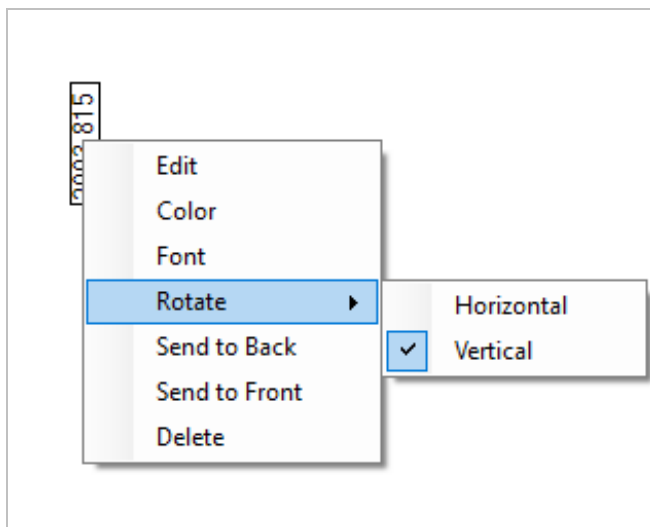 815
Edit
Color
Font
Rotate
Send to Back
Send to Front
Delete
Horizontal
Vertical